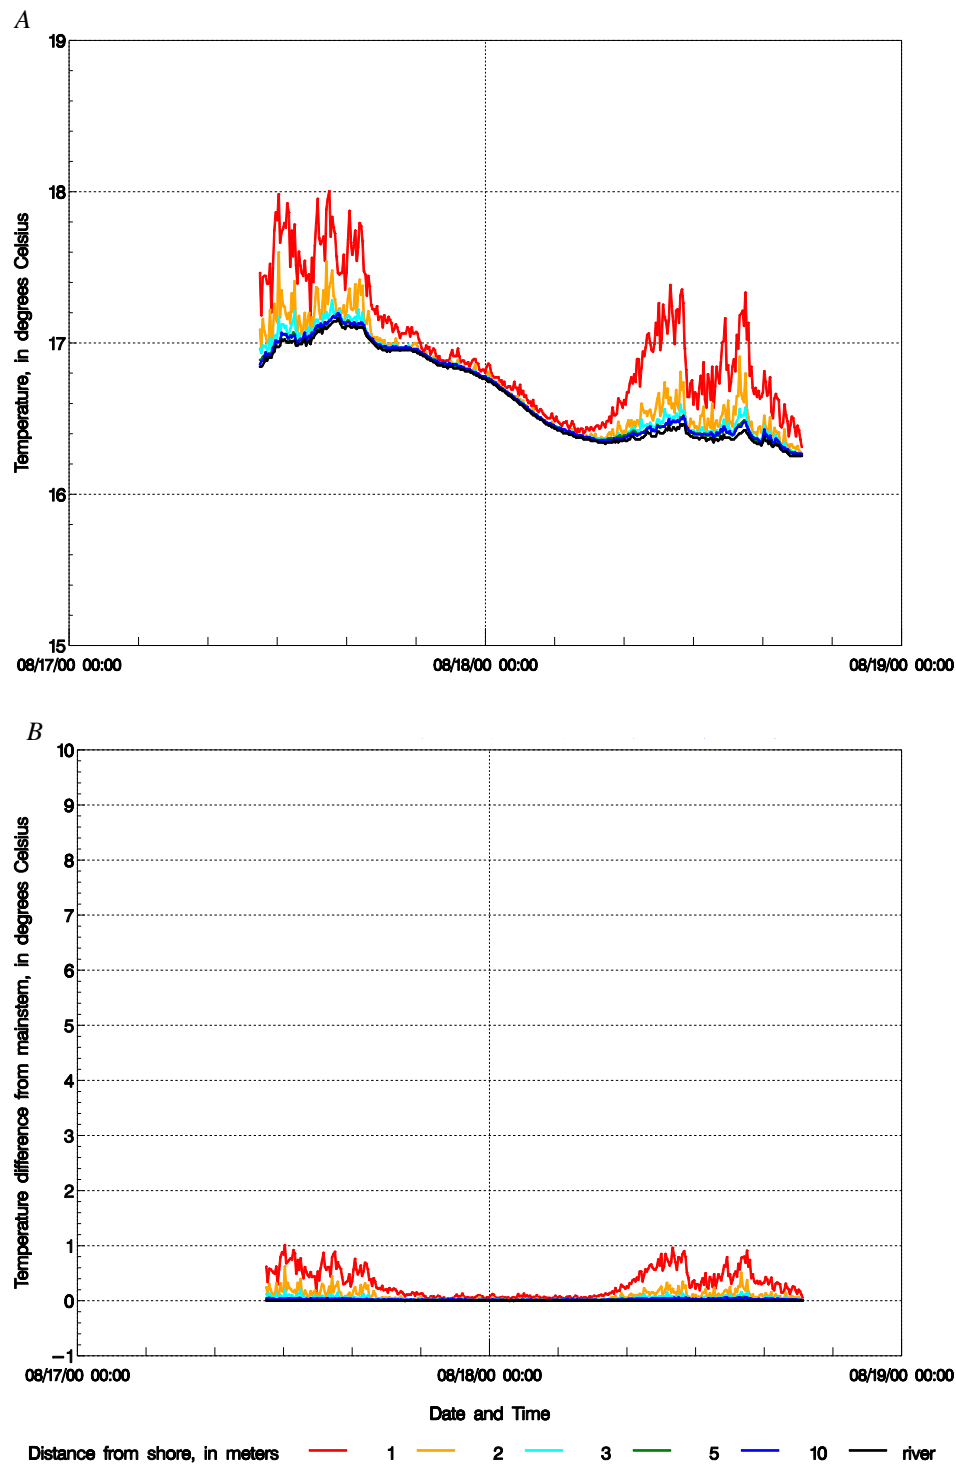 A
19
18
17
16
15
Temperature, in degrees Celsius
08/17/00 00:00 08/18/00 00:00 08/19/00 00:00
B
10
9
8
7
6
5
4
3
2
1
0
−1
Temperature difference from mainstem, in degrees Celsius
08/17/00 00:00 08/18/00 00:00 08/19/00 00:00
Date and Time
Distance from shore, in meters 1 2 3 5 10 river